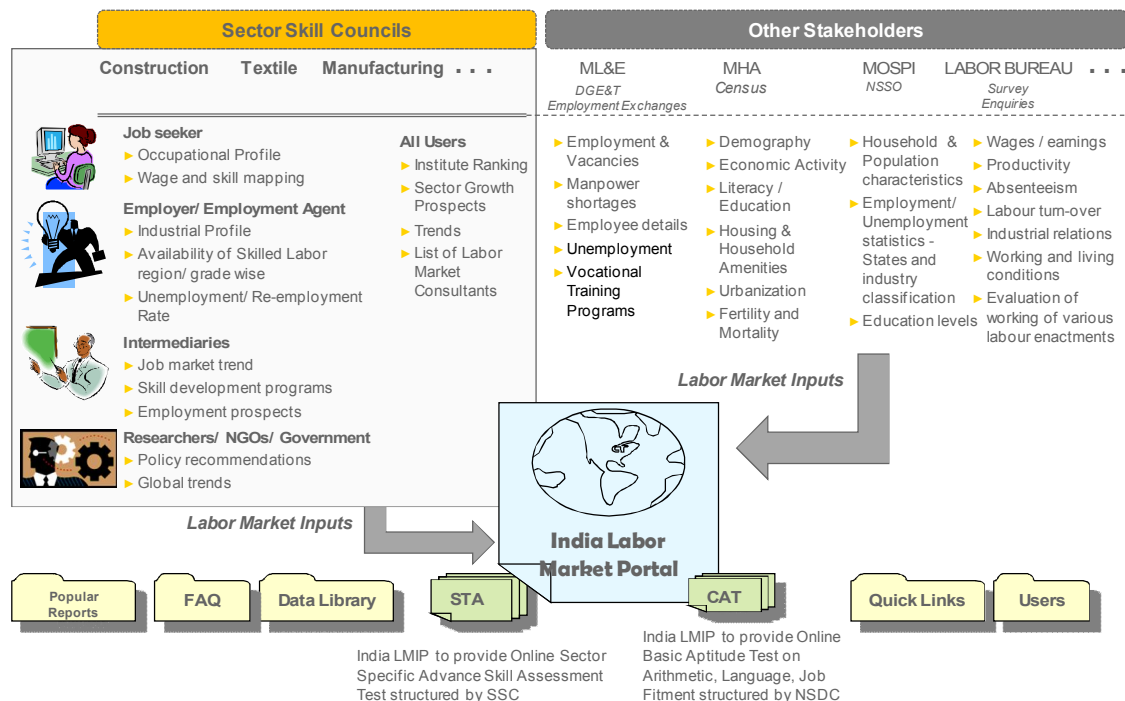 Sector Skill Councils
Other Stakeholders
Construction Textile Manufacturing . . .
ML&E
DGE&T
Employment Exchanges
MHA
Census
MOSPI
NSSO
LABOR BUREAU . . .
Survey
Enquiries
Job seeker
► Occupational Profile
► Wage and skill mapping
Employer/ Employment Agent
► Industrial Profile
► Availability of Skilled Labor
region/ grade wise
► Unemployment/ Re-employment
Rate
Intermediaries
► Job market trend
► Skill development programs
► Employment prospects
Researchers/ NGOs/ Government
► Policy recommendations
► Global trends
All Users
► Institute Ranking
► Sector Growth
Prospects
► Trends
► List of Labor
Market
Consultants
► Employment &
Vacancies
► Manpower
shortages
► Employee details
► Unemployment
► Vocational
Training
Programs
► Demography
► Economic Activity
► Literacy /
Education
► Housing &
Household
Amenities
► Urbanization
► Fertility and
Mortality
► Household &
Population
characteristics
► Employment/
Unemployment
statistics -
States and
industry
classification
► Education levels
► Wages / earnings
► Productivity
► Absenteeism
► Labour turn-over
► Industrial relations
► Working and living
conditions
► Evaluation of
working of various
labour enactments
Labor Market Inputs
Labor Market Inputs
India Labor
Market Portal
Popular
Reports
FAQ
Data Library
STA
CAT
Quick Links
Users
India LMIP to provide Online Sector
Specific Advance Skill Assessment
Test structured by SSC
India LMIP to provide Online
Basic Aptitude Test on
Arithmetic, Language, Job
Fitment structured by NSDC